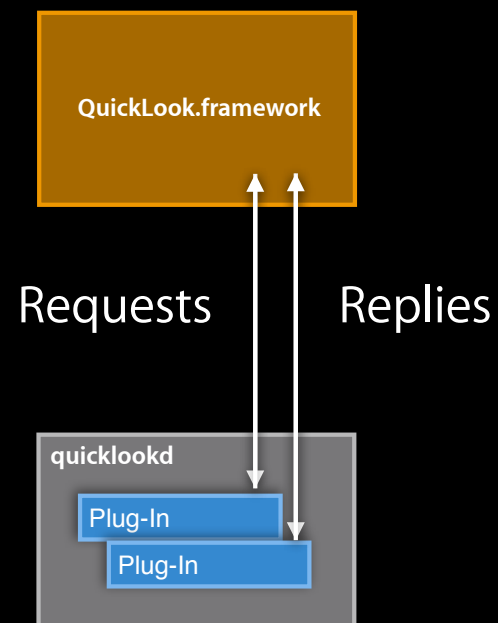 QuickLook.framework
Requests
Replies
quicklookd
Plug-In
Plug-In